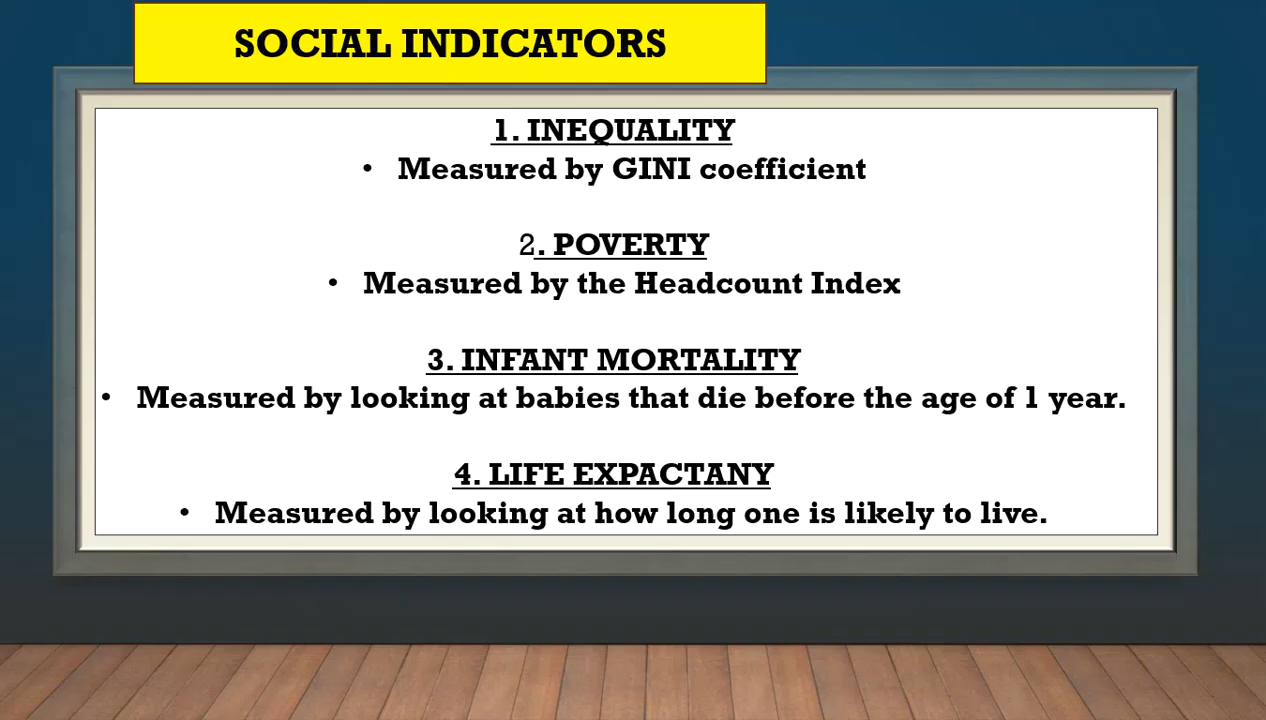 SOCIAL INDICATORS
1. INEQUALITY
• Measured by GINI coefficient
2. POVERTY
• Measured by the Headcount Index
3. INFANT MORTALITY
• Measured by looking at babies that die before the age of 1 year.
4. LIFE EXPACTANY
• Measured by looking at how long one is likely to live.